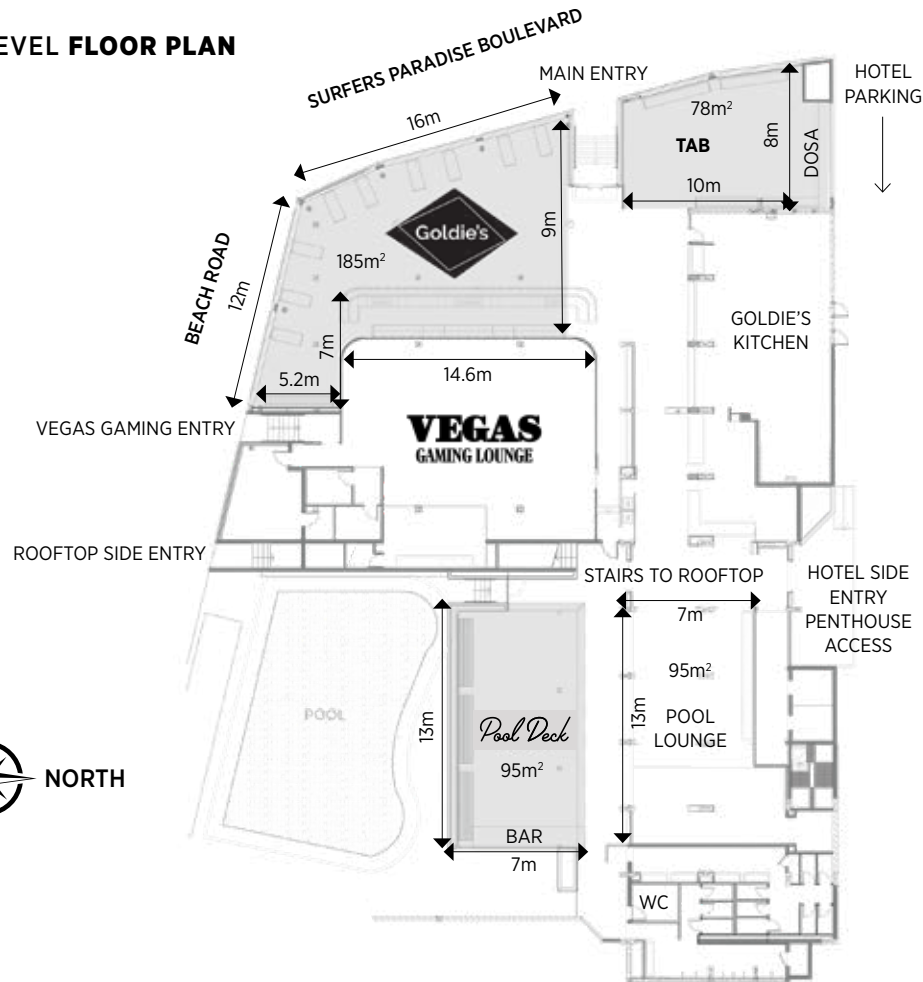 EVEL FLOOR PLAN
SURFERS PARADISE BOULEVARD
MAIN ENTRY
HOTEL
PARKING
16m
78m²
TAB
8m
DOSA
10m
Goldie's
9m
185m²
BEACH ROAD
12m
7m
5.2m
14.6m
GOLDIE'S
KITCHEN
VEGAS GAMING ENTRY
VEGAS
GAMING LOUNGE
ROOFTOP SIDE ENTRY
STAIRS TO ROOFTOP
HOTEL SIDE
ENTRY
PENTHOUSE
ACCESS
7m
95m²
POOL
13m
Pool Deck
95m²
13m
POOL
LOUNGE
NORTH
BAR
7m
WC